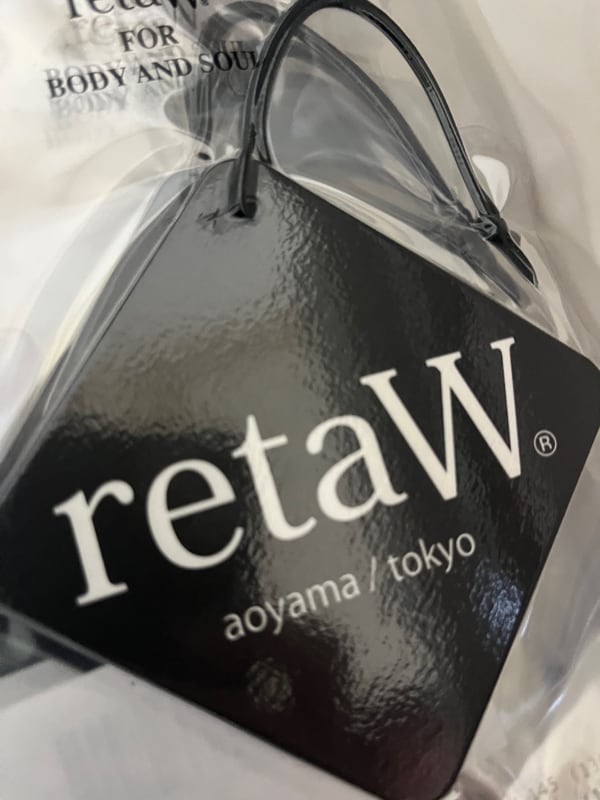 retaW®
FOR
BODY AND SOUL
retaW®
aoyama / tokyo